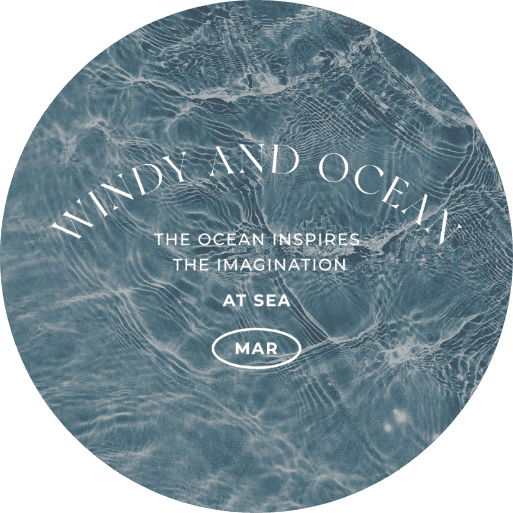 WINDY AND OCEAN
THE OCEAN INSPIRES
THE IMAGINATION
AT SEA
MAR